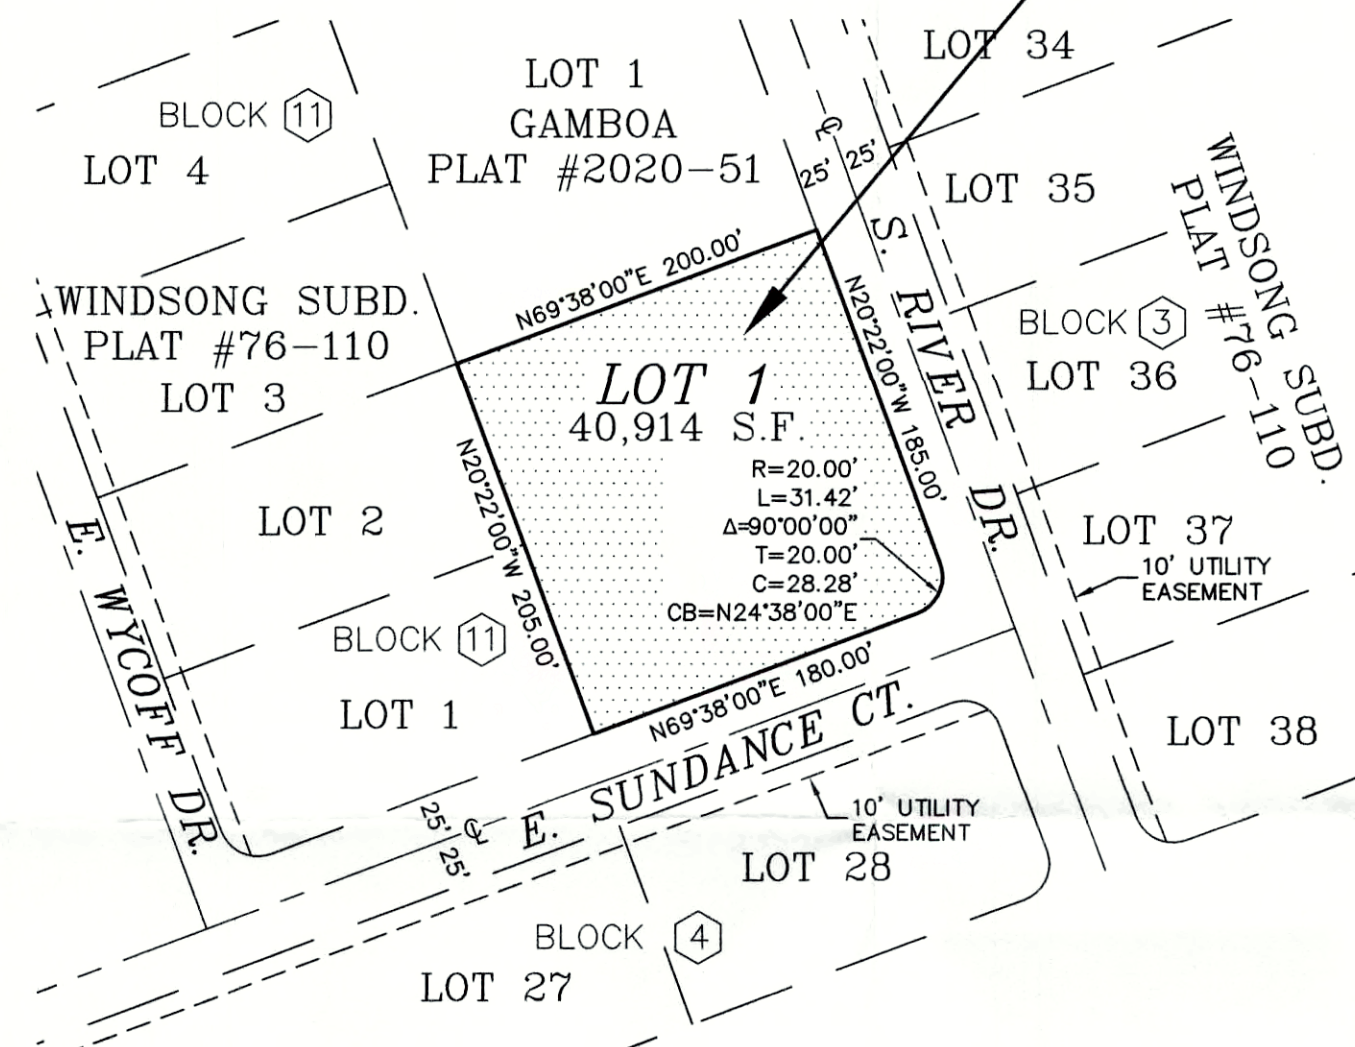 LOT 34
LOT 1
GAMBOA
PLAT #2020-51
BLOCK 11
LOT 4
℄
25' 25'
LOT 35
WINDSONG SUBD.
PLAT #76-110
S. RIVER DR.
N69°38'00"E 200.00'
WINDSONG SUBD.
PLAT #76-110
LOT 3
BLOCK 3
LOT 36
N20°22'00"W 185.00'
LOT 1
40,914 S.F.
R=20.00'
L=31.42'
Δ=90°00'00"
T=20.00'
C=28.28'
CB=N24°38'00"E
N20°22'00"W 205.00'
LOT 2
E. WYCOFF DR.
LOT 37
10' UTILITY
EASEMENT
BLOCK 11
LOT 1
N69°38'00"E 180.00'
E. SUNDANCE CT.
LOT 38
25' ℄ 25'
10' UTILITY
EASEMENT
LOT 28
BLOCK 4
LOT 27